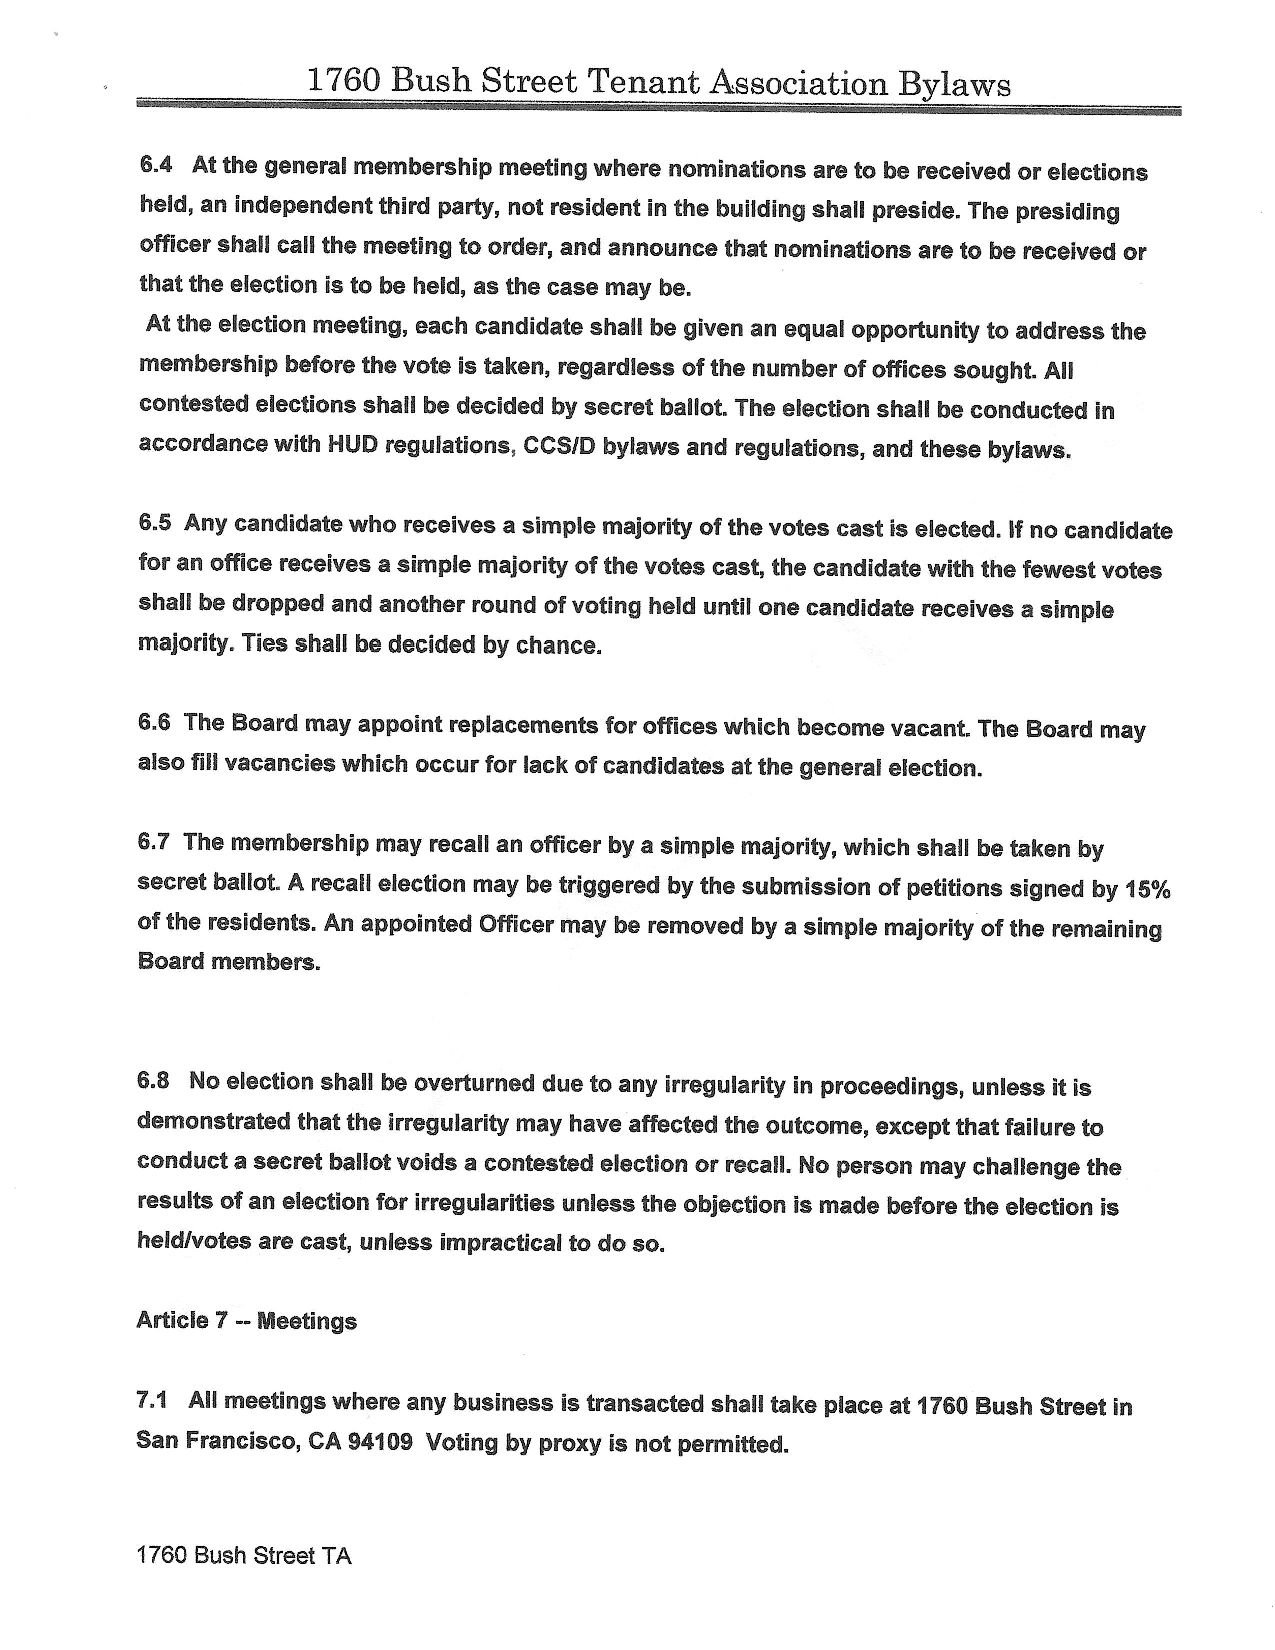 1760 Bush Street Tenant Association Bylaws
6.4 At the general membership meeting where nominations are to be received or elections
held, an independent third party, not resident in the building shall preside. The presiding
officer shall call the meeting to order, and announce that nominations are to be received or
that the election is to be held, as the case may be.
At the election meeting, each candidate shall be given an equal opportunity to address the
membership before the vote is taken, regardless of the number of offices sought. All
contested elections shall be decided by secret ballot. The election shall be conducted in
accordance with HUD regulations, CCS/D bylaws and regulations, and these bylaws.
6.5 Any candidate who receives a simple majority of the votes cast is elected. If no candidate
for an office receives a simple majority of the votes cast, the candidate with the fewest votes
shall be dropped and another round of voting held until one candidate receives a simple
majority. Ties shall be decided by chance.
6.6 The Board may appoint replacements for offices which become vacant. The Board may
also fill vacancies which occur for lack of candidates at the general election.
6.7 The membership may recall an officer by a simple majority, which shall be taken by
secret ballot. A recall election may be triggered by the submission of petitions signed by 15%
of the residents. An appointed Officer may be removed by a simple majority of the remaining
Board members.
6.8 No election shall be overturned due to any irregularity in proceedings, unless it is
demonstrated that the irregularity may have affected the outcome, except that failure to
conduct a secret ballot voids a contested election or recall. No person may challenge the
results of an election for irregularities unless the objection is made before the election is
held/votes are cast, unless impractical to do so.
Article 7 -- Meetings
7.1 All meetings where any business is transacted shall take place at 1760 Bush Street in
San Francisco, CA 94109 Voting by proxy is not permitted.
1760 Bush Street TA